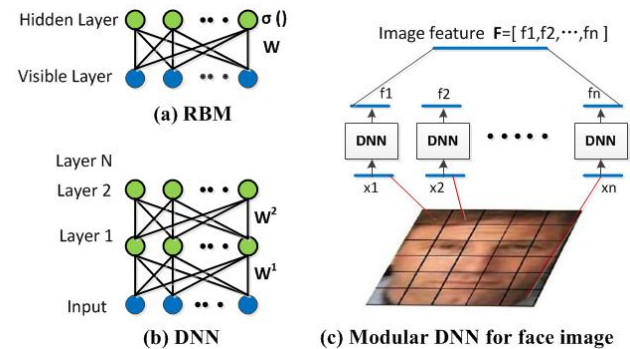 Hidden Layer
σ ()
W
Visible Layer
(a) RBM
Layer N
Layer 2
W²
Layer 1
W¹
Input
(b) DNN
Image feature F=[ f1,f2,⋯,fn ]
f1 f2 fn
DNN DNN DNN
x1 x2 xn
(c) Modular DNN for face image